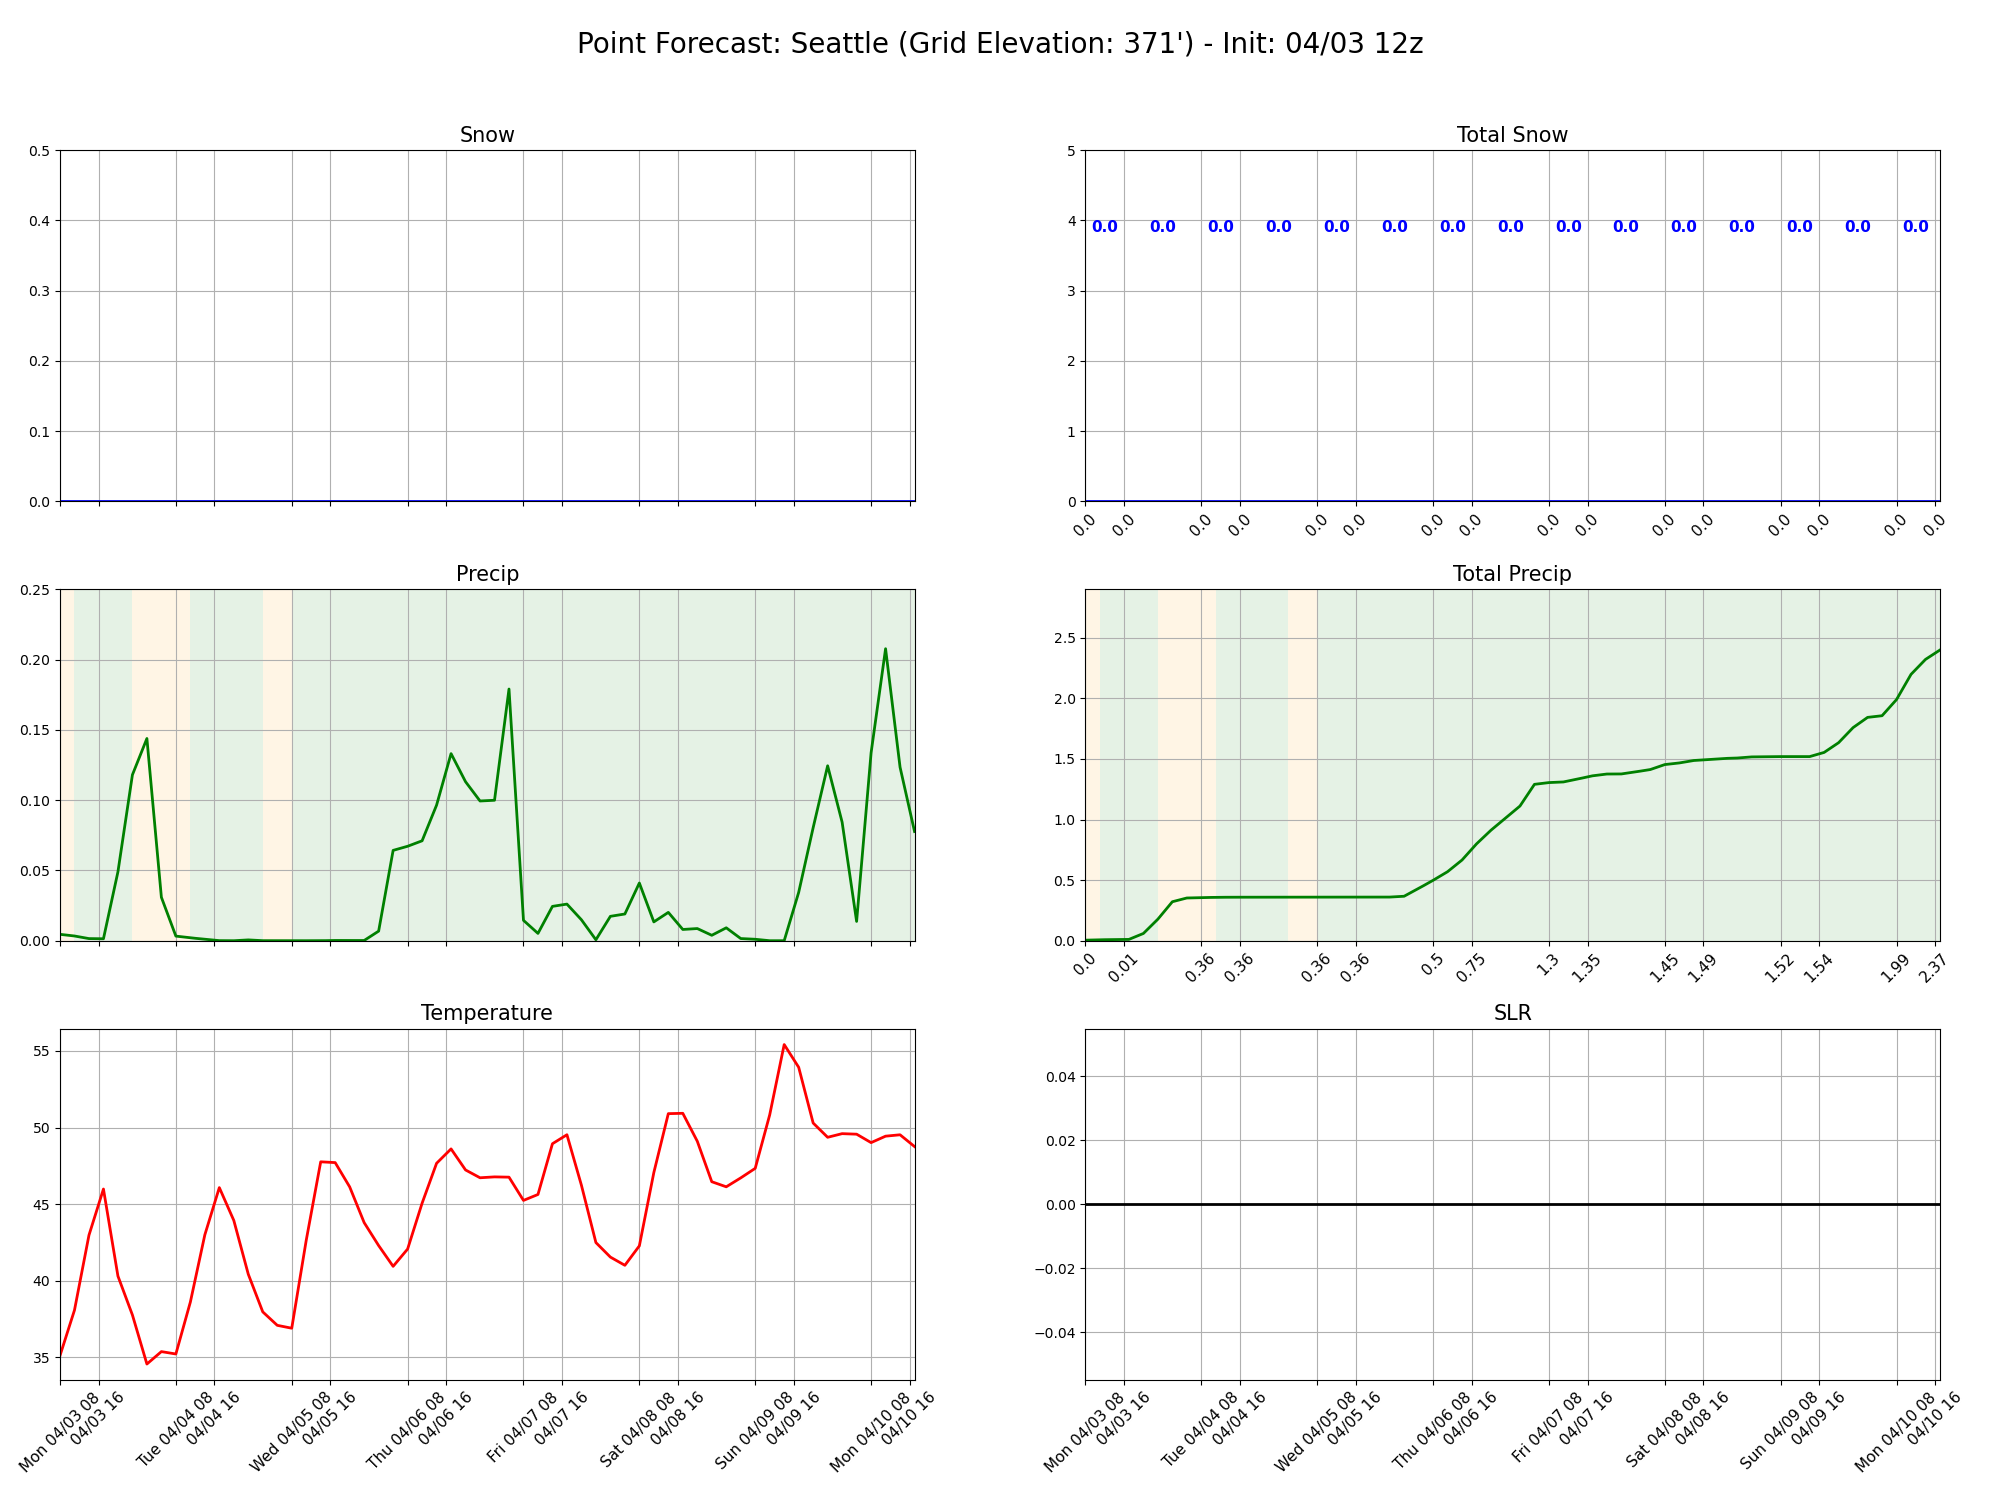 Point Forecast: Seattle (Grid Elevation: 371') - Init: 04/03 12z
Snow
0.5
0.4
0.3
0.2
0.1
0.0
Total Snow
5
4
3
2
1
0
0.0 0.0 0.0 0.0 0.0 0.0 0.0 0.0 0.0 0.0 0.0 0.0 0.0 0.0 0.0
0.0 0.0 0.0 0.0 0.0 0.0 0.0 0.0 0.0 0.0 0.0 0.0 0.0 0.0 0.0 0.0
Precip
0.25
0.20
0.15
0.10
0.05
0.00
Total Precip
2.5
2.0
1.5
1.0
0.5
0.0
0.0 0.01 0.36 0.36 0.36 0.36 0.5 0.75 1.3 1.35 1.45 1.49 1.52 1.54 1.99 2.37
Temperature
55
50
45
40
35
Mon 04/03 08
04/03 16
Tue 04/04 08
04/04 16
Wed 04/05 08
04/05 16
Thu 04/06 08
04/06 16
Fri 04/07 08
04/07 16
Sat 04/08 08
04/08 16
Sun 04/09 08
04/09 16
Mon 04/10 08
04/10 16
SLR
0.04
0.02
0.00
−0.02
−0.04
Mon 04/03 08
04/03 16
Tue 04/04 08
04/04 16
Wed 04/05 08
04/05 16
Thu 04/06 08
04/06 16
Fri 04/07 08
04/07 16
Sat 04/08 08
04/08 16
Sun 04/09 08
04/09 16
Mon 04/10 08
04/10 16